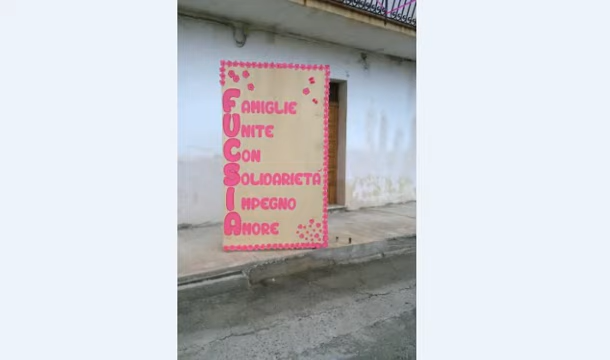 FAMIGLIE
UNITE
CON
SOLIDARIETÀ
IMPEGNO
AMORE